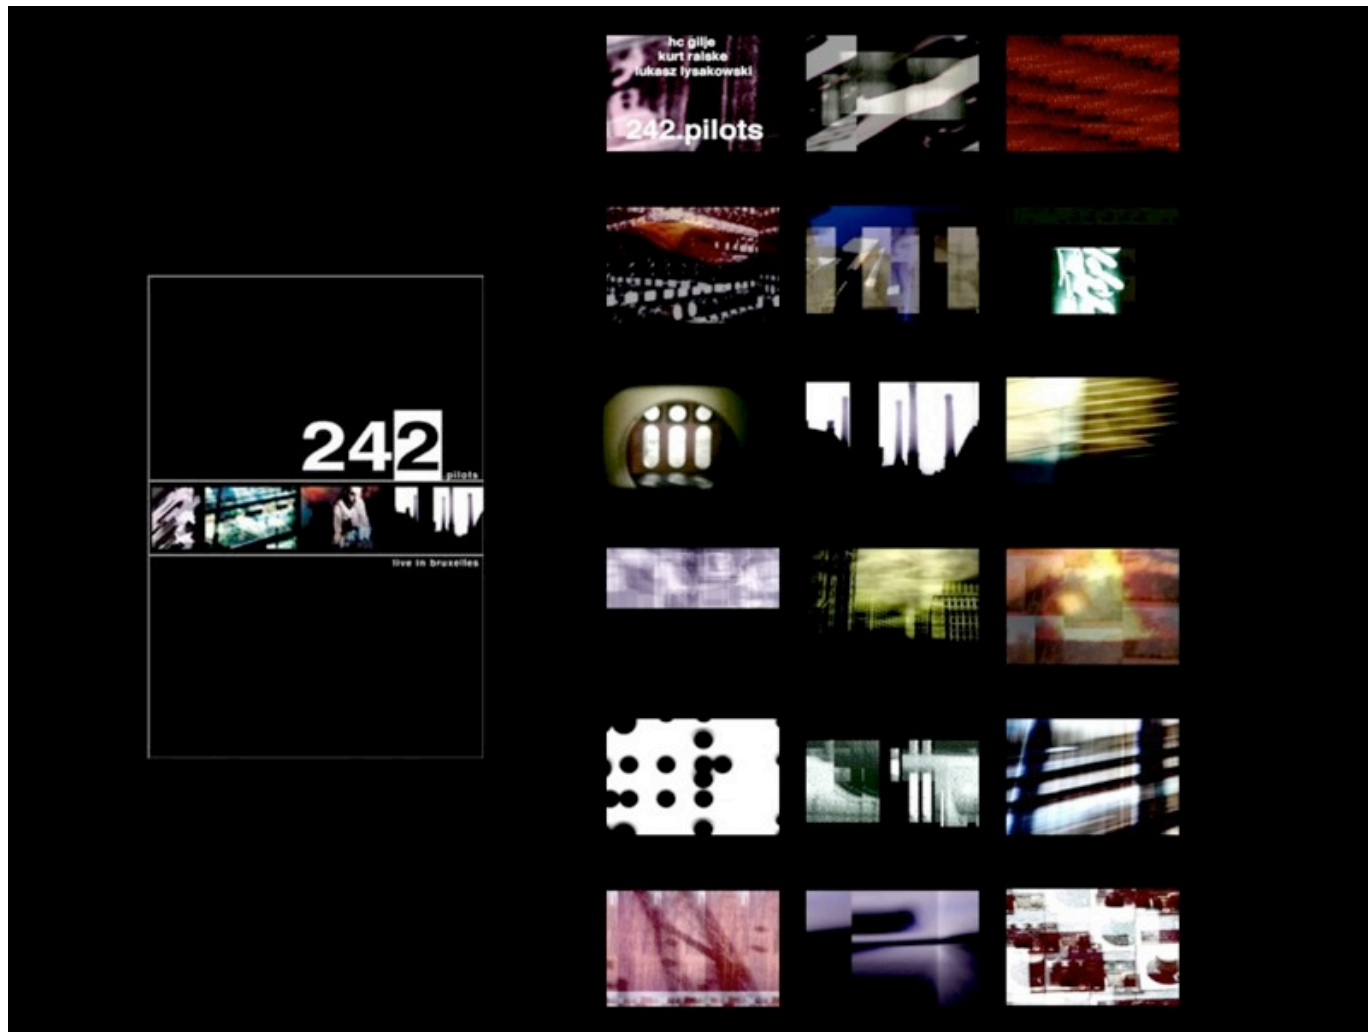 242
.pilots
live in bruxelles
hc gilje
kurt ralske
lukasz lysakowski
242.pilots